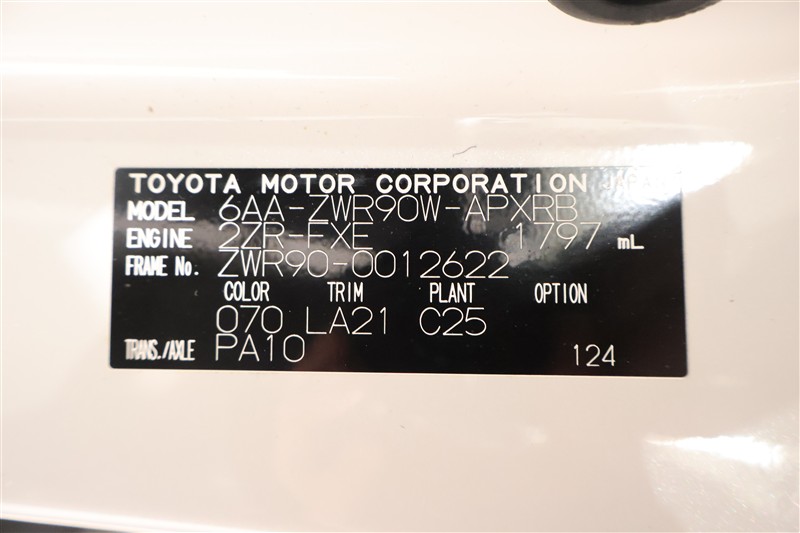 TOYOTA MOTOR CORPORATION JAPAN
MODEL 6AA-ZWR90W-APXRB
ENGINE 2ZR-FXE 1797 mL
FRAME No. ZWR90-0012622
COLOR TRIM PLANT OPTION
070 LA21 C25
TRANS./AXLE PA10 124